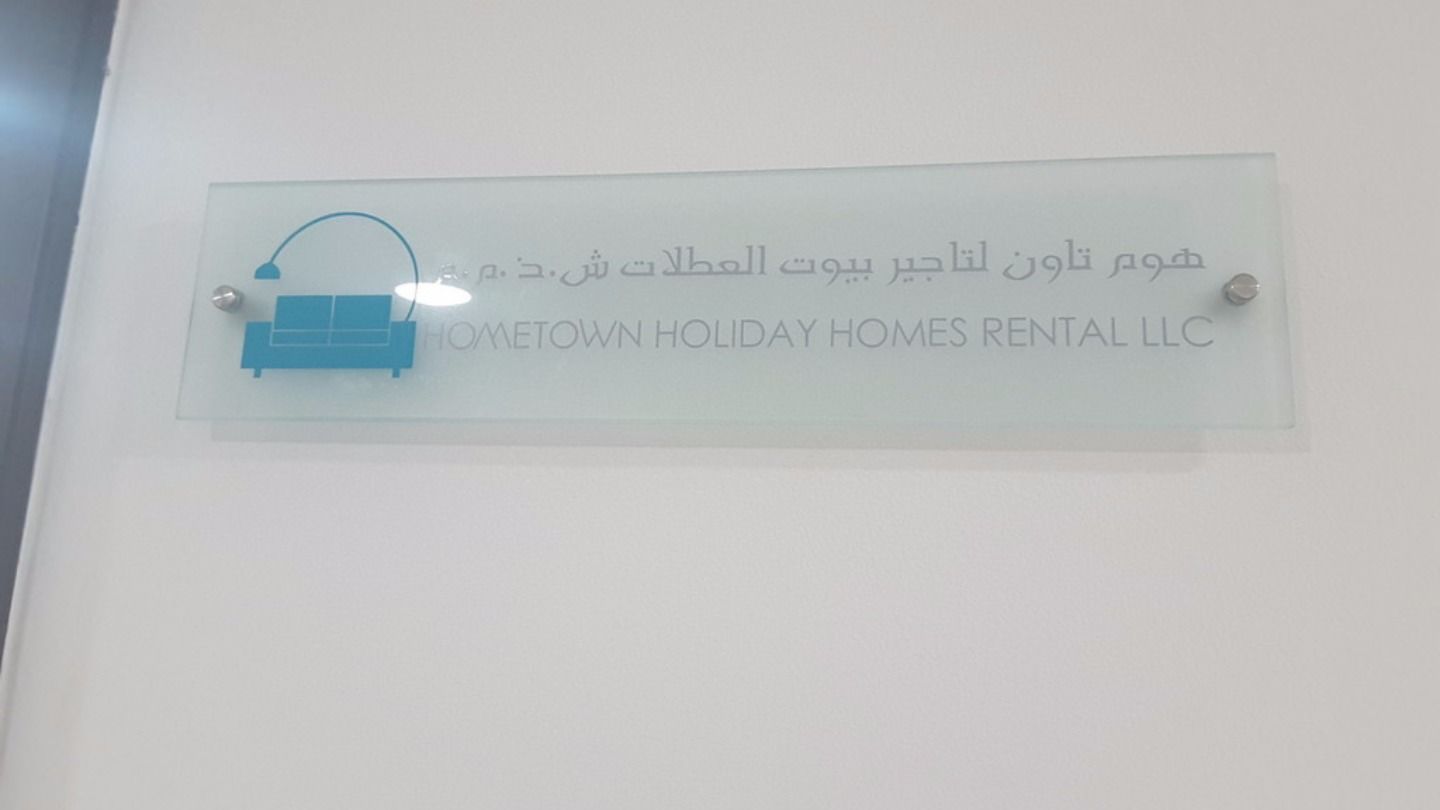 هوم تاون لتاجير بيوت العطلات ش.ذ.م.م
HOMETOWN HOLIDAY HOMES RENTAL LLC